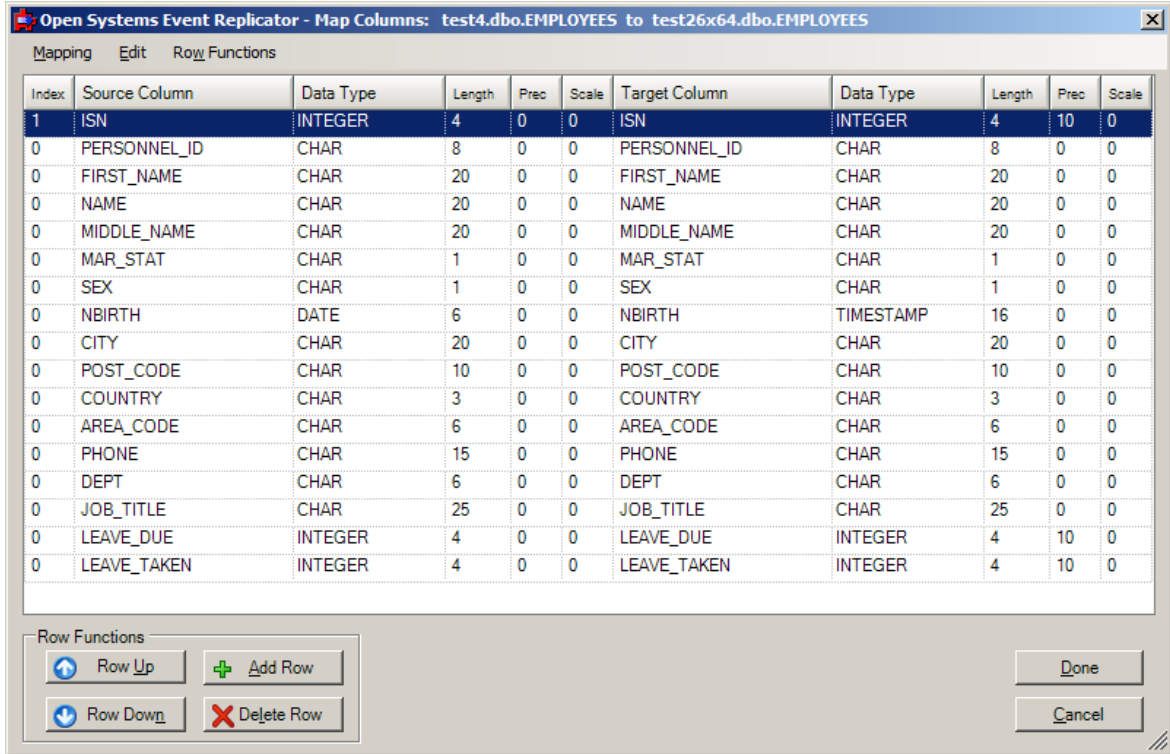 Open Systems Event Replicator - Map Columns: test4.dbo.EMPLOYEES to test26x64.dbo.EMPLOYEES
Mapping Edit Row Functions
Index Source Column Data Type Length Prec Scale Target Column Data Type Length Prec Scale
1 ISN INTEGER 4 0 0 ISN INTEGER 4 10 0
0 PERSONNEL_ID CHAR 8 0 0 PERSONNEL_ID CHAR 8 0 0
0 FIRST_NAME CHAR 20 0 0 FIRST_NAME CHAR 20 0 0
0 NAME CHAR 20 0 0 NAME CHAR 20 0 0
0 MIDDLE_NAME CHAR 20 0 0 MIDDLE_NAME CHAR 20 0 0
0 MAR_STAT CHAR 1 0 0 MAR_STAT CHAR 1 0 0
0 SEX CHAR 1 0 0 SEX CHAR 1 0 0
0 NBIRTH DATE 6 0 0 NBIRTH TIMESTAMP 16 0 0
0 CITY CHAR 20 0 0 CITY CHAR 20 0 0
0 POST_CODE CHAR 10 0 0 POST_CODE CHAR 10 0 0
0 COUNTRY CHAR 3 0 0 COUNTRY CHAR 3 0 0
0 AREA_CODE CHAR 6 0 0 AREA_CODE CHAR 6 0 0
0 PHONE CHAR 15 0 0 PHONE CHAR 15 0 0
0 DEPT CHAR 6 0 0 DEPT CHAR 6 0 0
0 JOB_TITLE CHAR 25 0 0 JOB_TITLE CHAR 25 0 0
0 LEAVE_DUE INTEGER 4 0 0 LEAVE_DUE INTEGER 4 10 0
0 LEAVE_TAKEN INTEGER 4 0 0 LEAVE_TAKEN INTEGER 4 10 0
Row Functions
Row Up Add Row Done
Row Down Delete Row Cancel